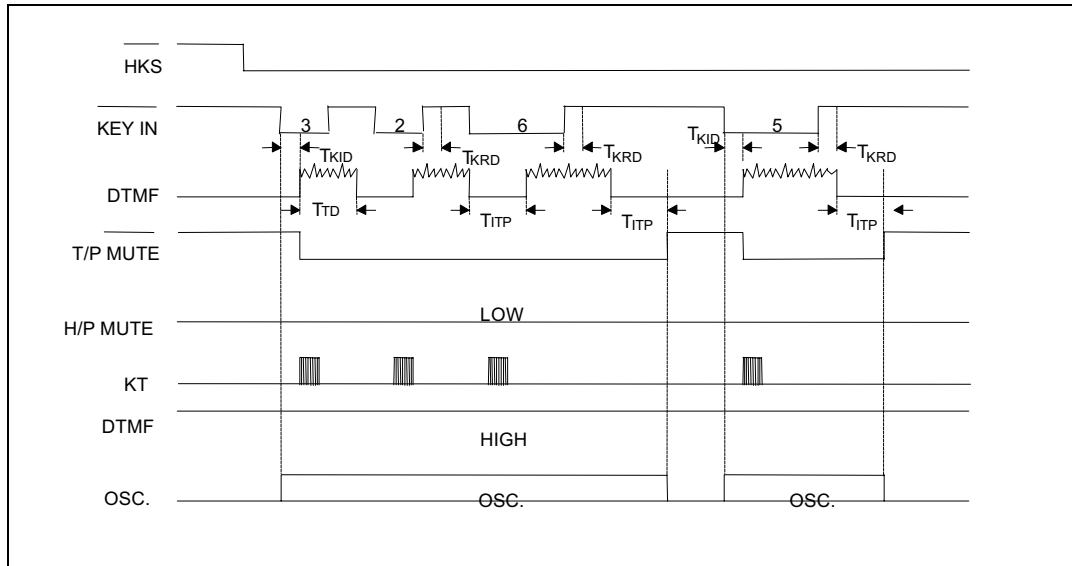 HKS
KEY IN
3 2 6 5
TKID TKRD TKRD TKID TKRD
DTMF
TTD TITP TITP TITP
T/P MUTE
LOW
H/P MUTE
KT
DTMF
HIGH
OSC. OSC. OSC.